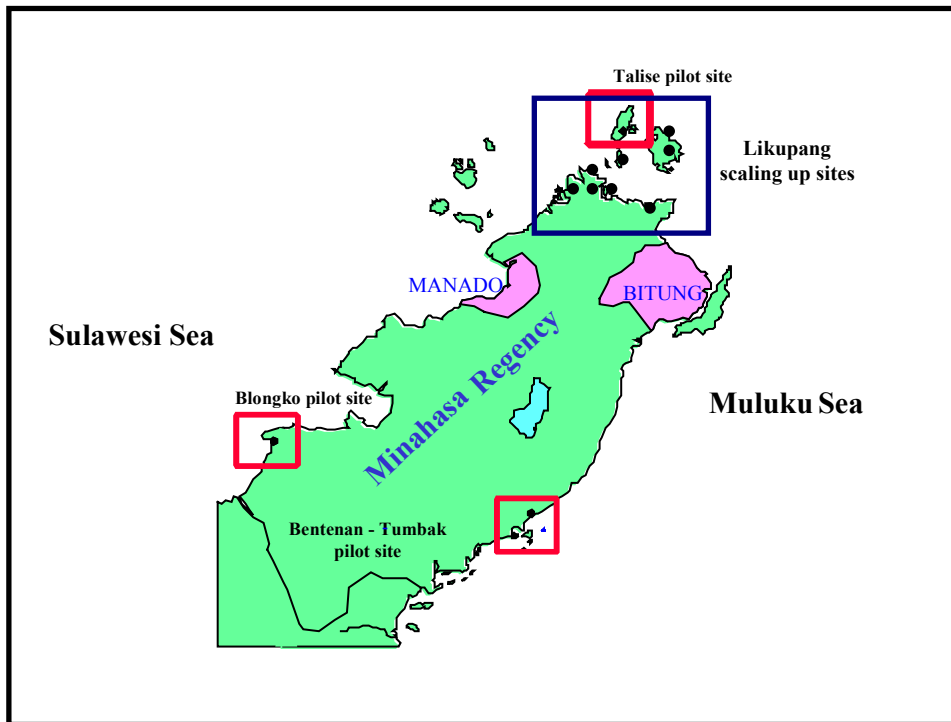 Talise pilot site
Likupang
scaling up sites
MANADO
BITUNG
Sulawesi Sea
Minahasa Regency
Blongko pilot site
Muluku Sea
Bentenan - Tumbak
pilot site